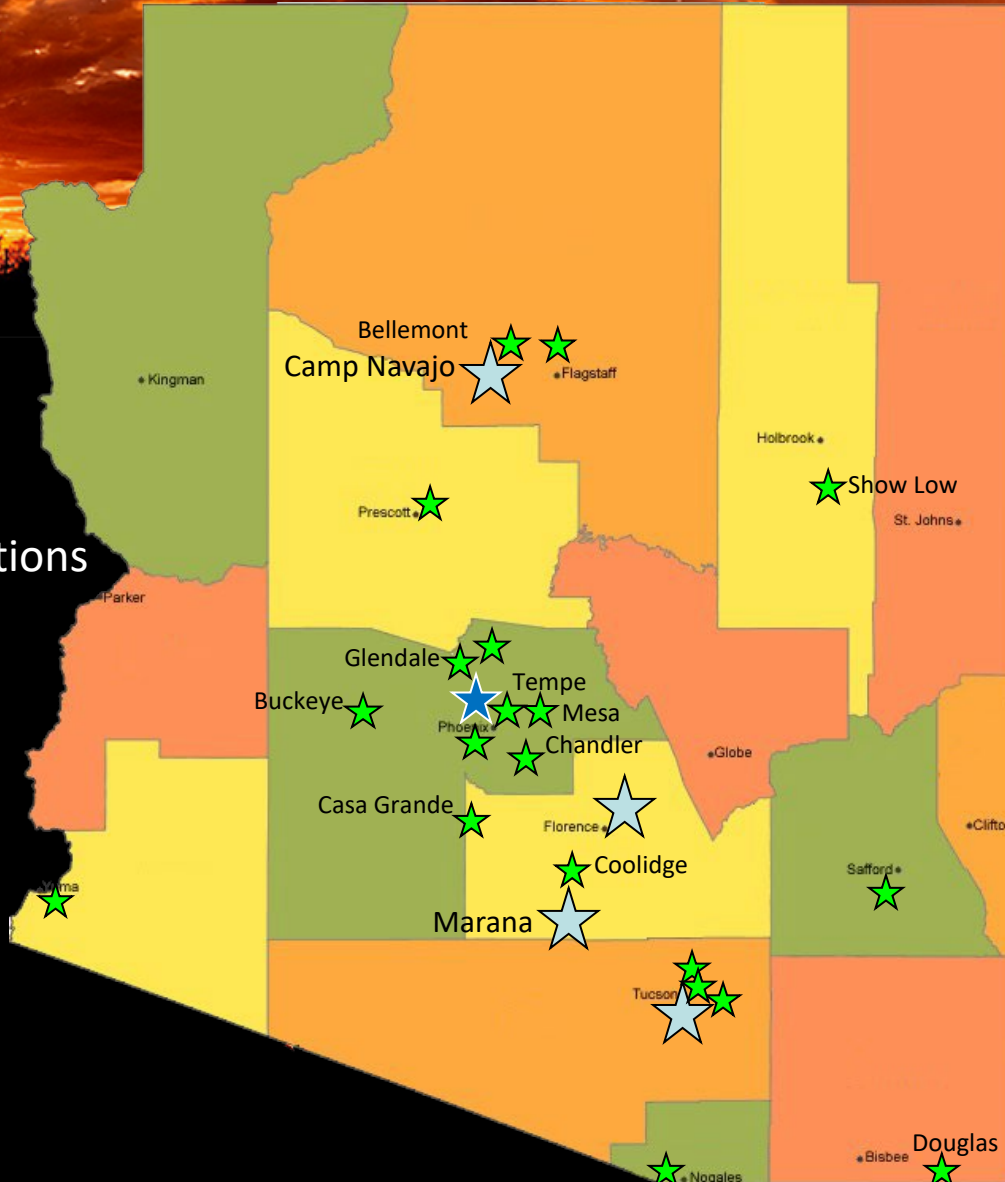 Bellemont
Camp Navajo
Flagstaff
Kingman
Holbrook
Show Low
Prescott
St. Johns
tions
Parker
Glendale
Tempe
Buckeye
Mesa
Phoenix
Chandler
Globe
Casa Grande
Florence
Clifto
Coolidge
Safford
Yuma
Marana
Tucson
Douglas
Bisbee
Nogales